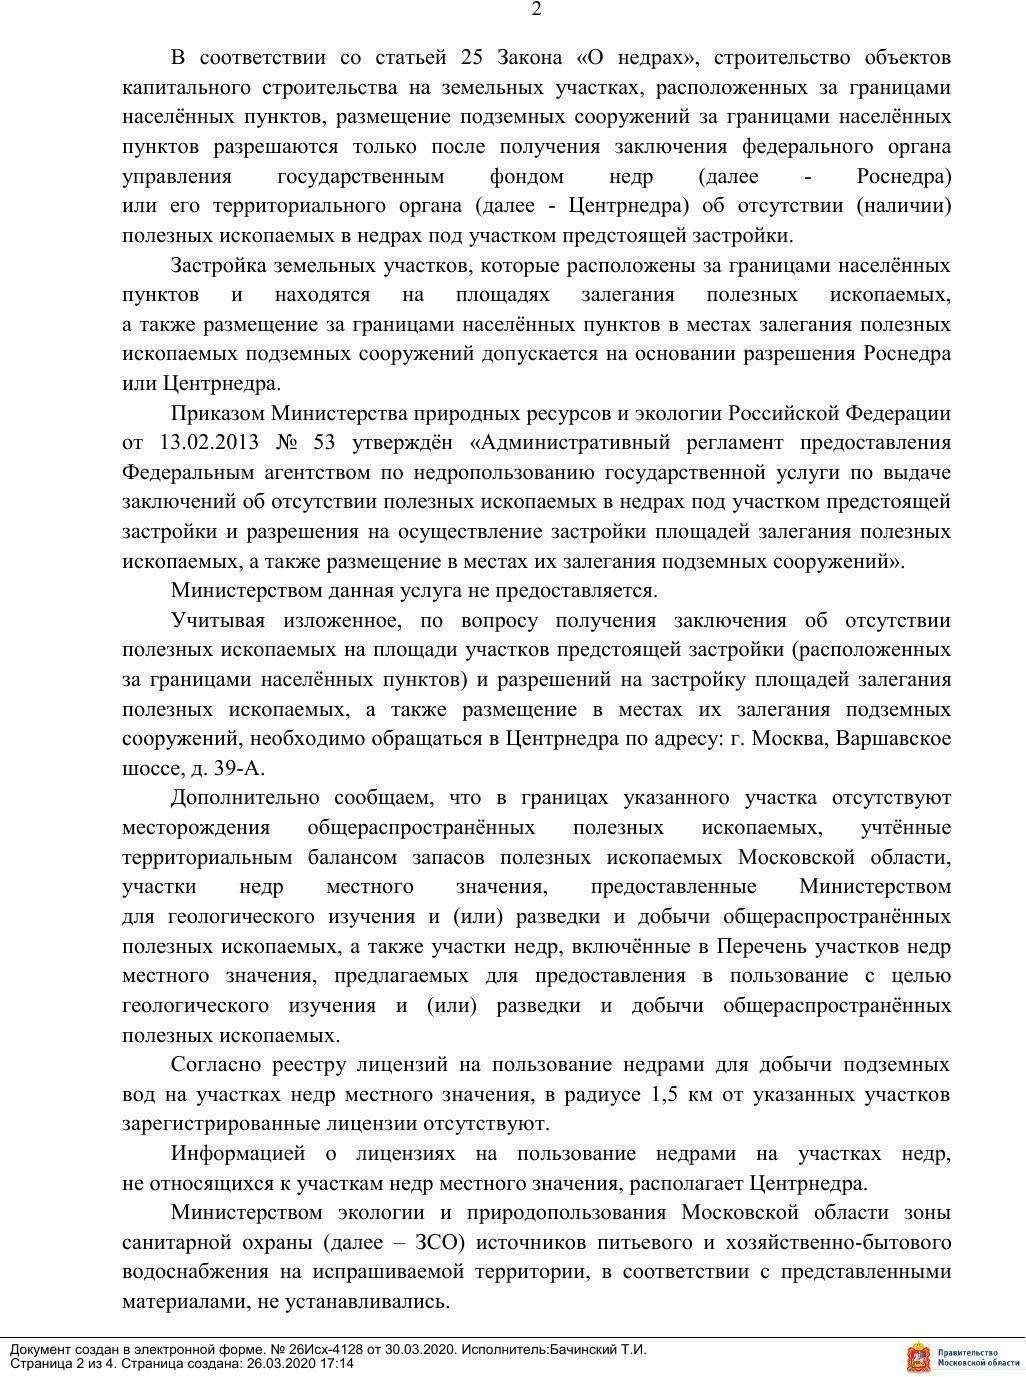 2
В соответствии со статьей 25 Закона «О недрах», строительство объектов
капитального строительства на земельных участках, расположенных за границами
населённых пунктов, размещение подземных сооружений за границами населённых
пунктов разрешаются только после получения заключения федерального органа
управления государственным фондом недр (далее - Роснедра)
или его территориального органа (далее - Центрнедра) об отсутствии (наличии)
полезных ископаемых в недрах под участком предстоящей застройки.
Застройка земельных участков, которые расположены за границами населённых
пунктов и находятся на площадях залегания полезных ископаемых,
а также размещение за границами населённых пунктов в местах залегания полезных
ископаемых подземных сооружений допускается на основании разрешения Роснедра
или Центрнедра.
Приказом Министерства природных ресурсов и экологии Российской Федерации
от 13.02.2013 № 53 утверждён «Административный регламент предоставления
Федеральным агентством по недропользованию государственной услуги по выдаче
заключений об отсутствии полезных ископаемых в недрах под участком предстоящей
застройки и разрешения на осуществление застройки площадей залегания полезных
ископаемых, а также размещение в местах их залегания подземных сооружений».
Министерством данная услуга не предоставляется.
Учитывая изложенное, по вопросу получения заключения об отсутствии
полезных ископаемых на площади участков предстоящей застройки (расположенных
за границами населённых пунктов) и разрешений на застройку площадей залегания
полезных ископаемых, а также размещение в местах их залегания подземных
сооружений, необходимо обращаться в Центрнедра по адресу: г. Москва, Варшавское
шоссе, д. 39-А.
Дополнительно сообщаем, что в границах указанного участка отсутствуют
месторождения общераспространённых полезных ископаемых, учтённые
территориальным балансом запасов полезных ископаемых Московской области,
участки недр местного значения, предоставленные Министерством
для геологического изучения и (или) разведки и добычи общераспространённых
полезных ископаемых, а также участки недр, включённые в Перечень участков недр
местного значения, предлагаемых для предоставления в пользование с целью
геологического изучения и (или) разведки и добычи общераспространённых
полезных ископаемых.
Согласно реестру лицензий на пользование недрами для добычи подземных
вод на участках недр местного значения, в радиусе 1,5 км от указанных участков
зарегистрированные лицензии отсутствуют.
Информацией о лицензиях на пользование недрами на участках недр,
не относящихся к участкам недр местного значения, располагает Центрнедра.
Министерством экологии и природопользования Московской области зоны
санитарной охраны (далее – ЗСО) источников питьевого и хозяйственно-бытового
водоснабжения на испрашиваемой территории, в соответствии с представленными
материалами, не устанавливались.
Документ создан в электронной форме. № 26Исх-4128 от 30.03.2020. Исполнитель:Бачинский Т.И.
Страница 2 из 4. Страница создана: 26.03.2020 17:14
Правительство
Московской области